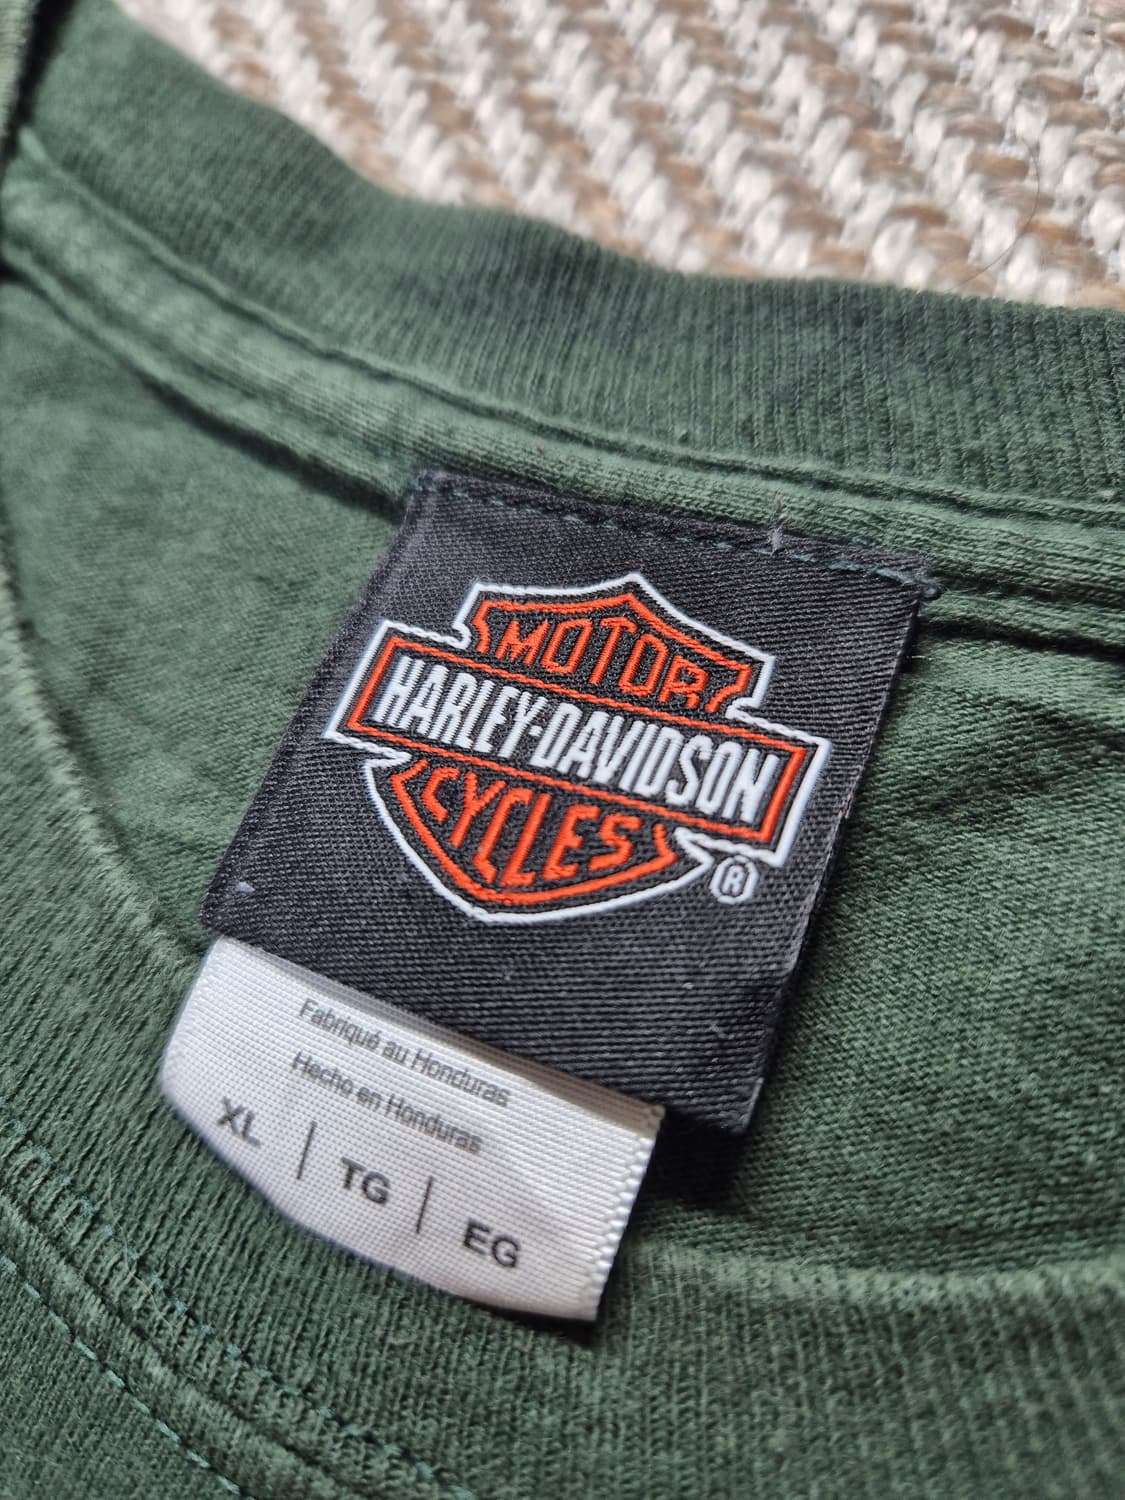 MOTOR
HARLEY-DAVIDSON
CYCLES
®
Fabriqué au Honduras
Hecho en Honduras
XL | TG | EG